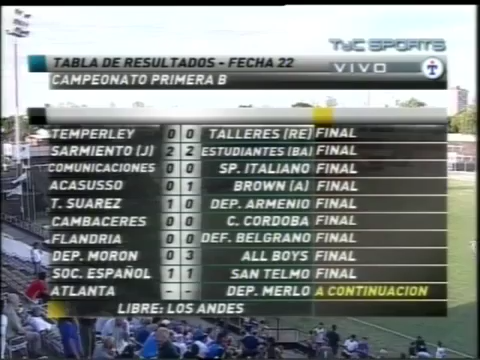 TyC SPORTS
TABLA DE RESULTADOS - FECHA 22
VIVO
T
CAMPEONATO PRIMERA B
TEMPERLEY 0 0 TALLERES (RE) FINAL
SARMIENTO (J) 2 2 ESTUDIANTES (BA) FINAL
COMUNICACIONES 0 0 SP. ITALIANO FINAL
ACASUSSO 0 1 BROWN (A) FINAL
T. SUAREZ 1 0 DEP. ARMENIO FINAL
CAMBACERES 0 0 C. CORDOBA FINAL
FLANDRIA 0 0 DEF. BELGRANO FINAL
DEP. MORON 0 3 ALL BOYS FINAL
SOC. ESPAÑOL 1 1 SAN TELMO FINAL
ATLANTA - - DEP. MERLO A CONTINUACION
LIBRE: LOS ANDES